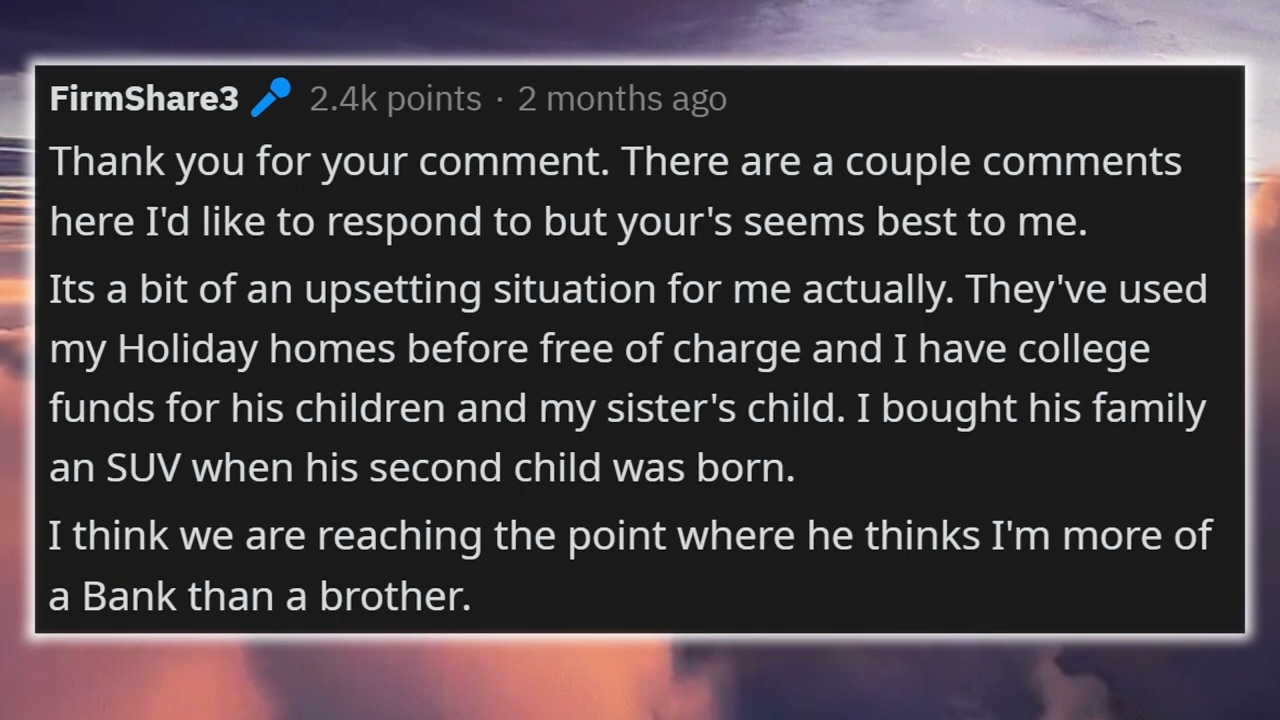 FirmShare3 🎤 2.4k points · 2 months ago
Thank you for your comment. There are a couple comments
here I'd like to respond to but your's seems best to me.
Its a bit of an upsetting situation for me actually. They've used
my Holiday homes before free of charge and I have college
funds for his children and my sister's child. I bought his family
an SUV when his second child was born.
I think we are reaching the point where he thinks I'm more of
a Bank than a brother.